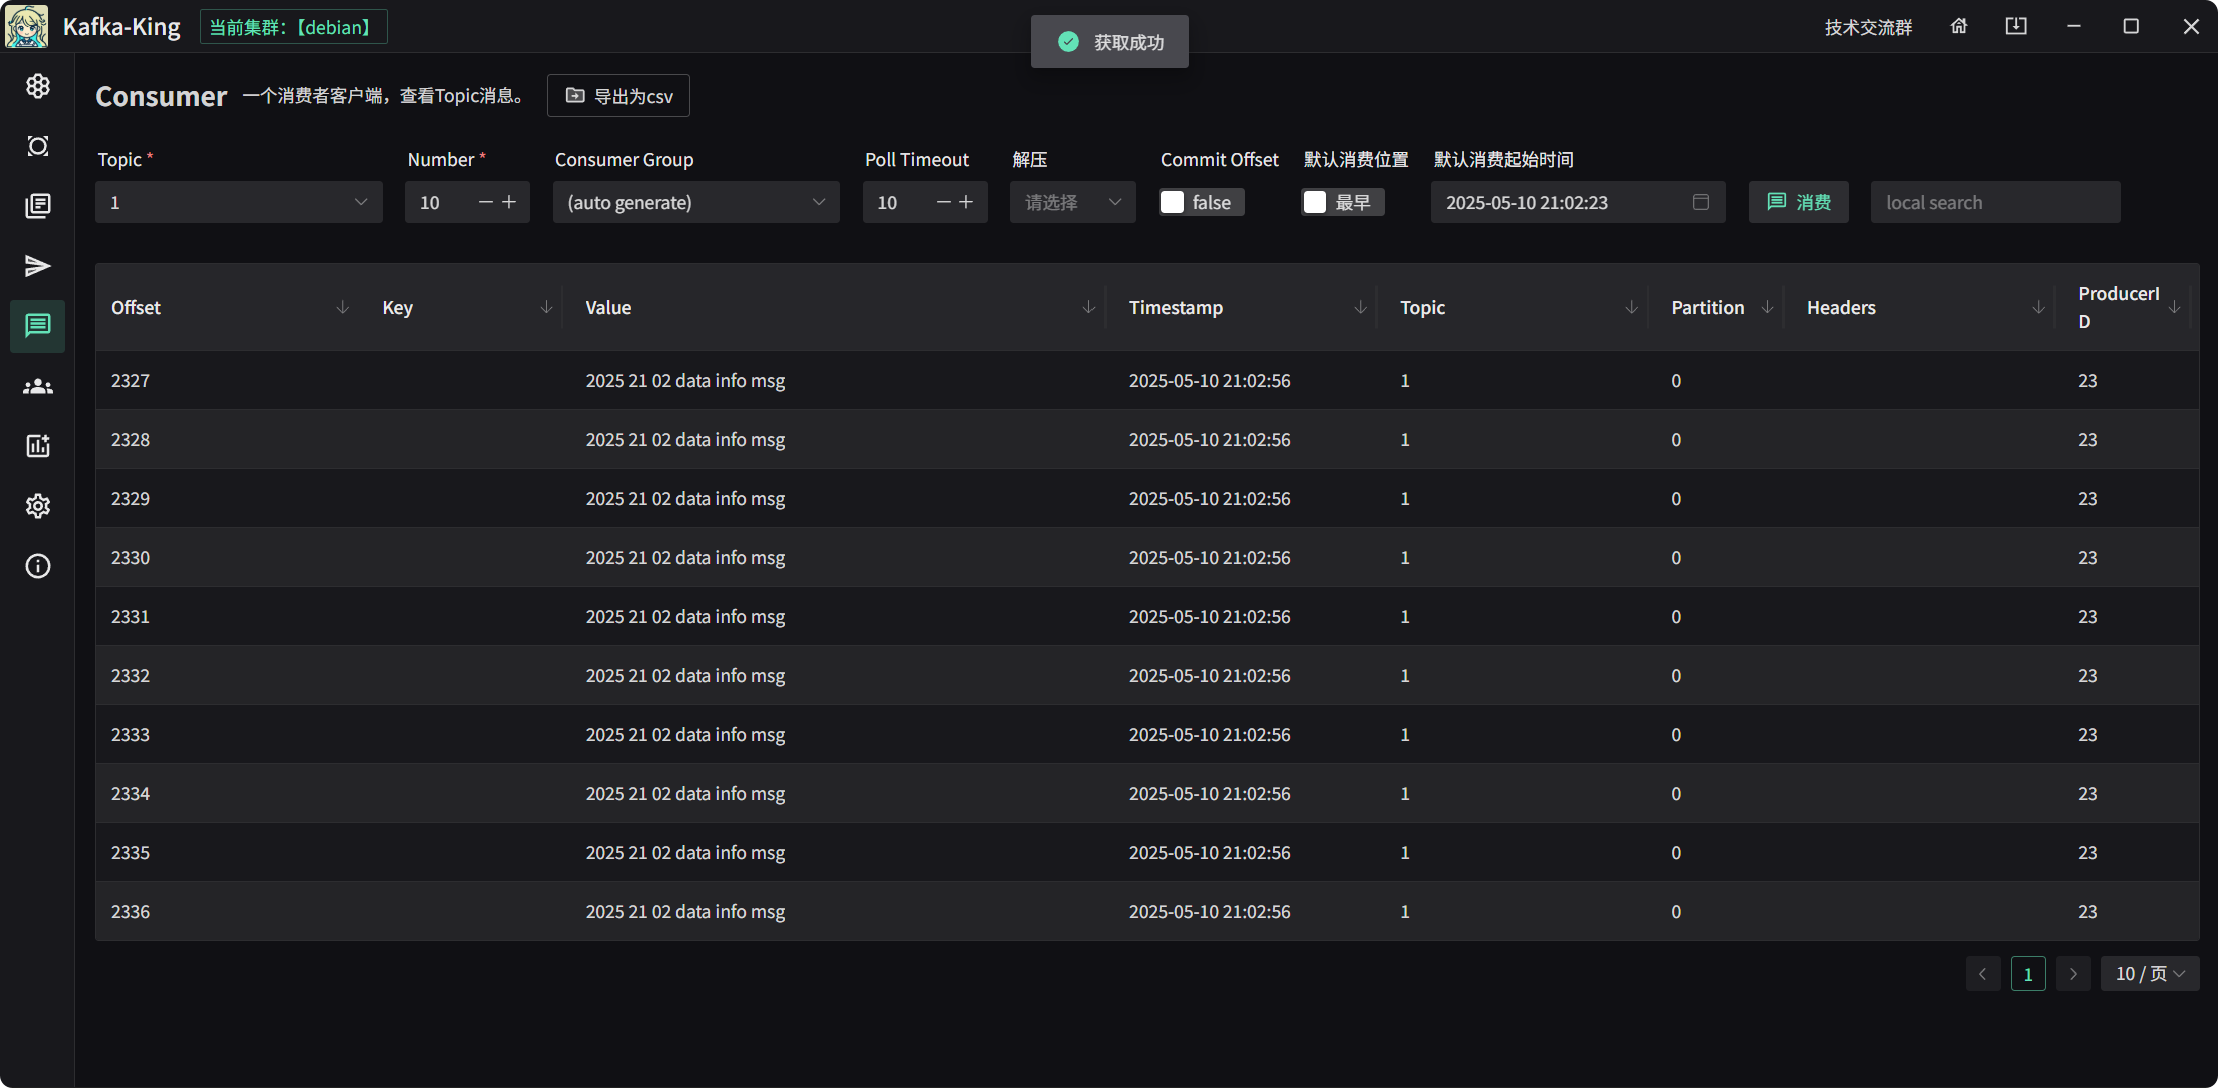 Kafka-King
当前集群：【debian】
获取成功
技术交流群
Consumer 一个消费者客户端，查看Topic消息。 导出为csv
Topic * Number * Consumer Group Poll Timeout 解压 Commit Offset 默认消费位置 默认消费起始时间
1 10 (auto generate) 10 请选择 false 最早 2025-05-10 21:02:23 消费 local search
Offset Key Value Timestamp Topic Partition Headers ProducerI
D
2327 2025 21 02 data info msg 2025-05-10 21:02:56 1 0 23
2328 2025 21 02 data info msg 2025-05-10 21:02:56 1 0 23
2329 2025 21 02 data info msg 2025-05-10 21:02:56 1 0 23
2330 2025 21 02 data info msg 2025-05-10 21:02:56 1 0 23
2331 2025 21 02 data info msg 2025-05-10 21:02:56 1 0 23
2332 2025 21 02 data info msg 2025-05-10 21:02:56 1 0 23
2333 2025 21 02 data info msg 2025-05-10 21:02:56 1 0 23
2334 2025 21 02 data info msg 2025-05-10 21:02:56 1 0 23
2335 2025 21 02 data info msg 2025-05-10 21:02:56 1 0 23
2336 2025 21 02 data info msg 2025-05-10 21:02:56 1 0 23
1 10 / 页